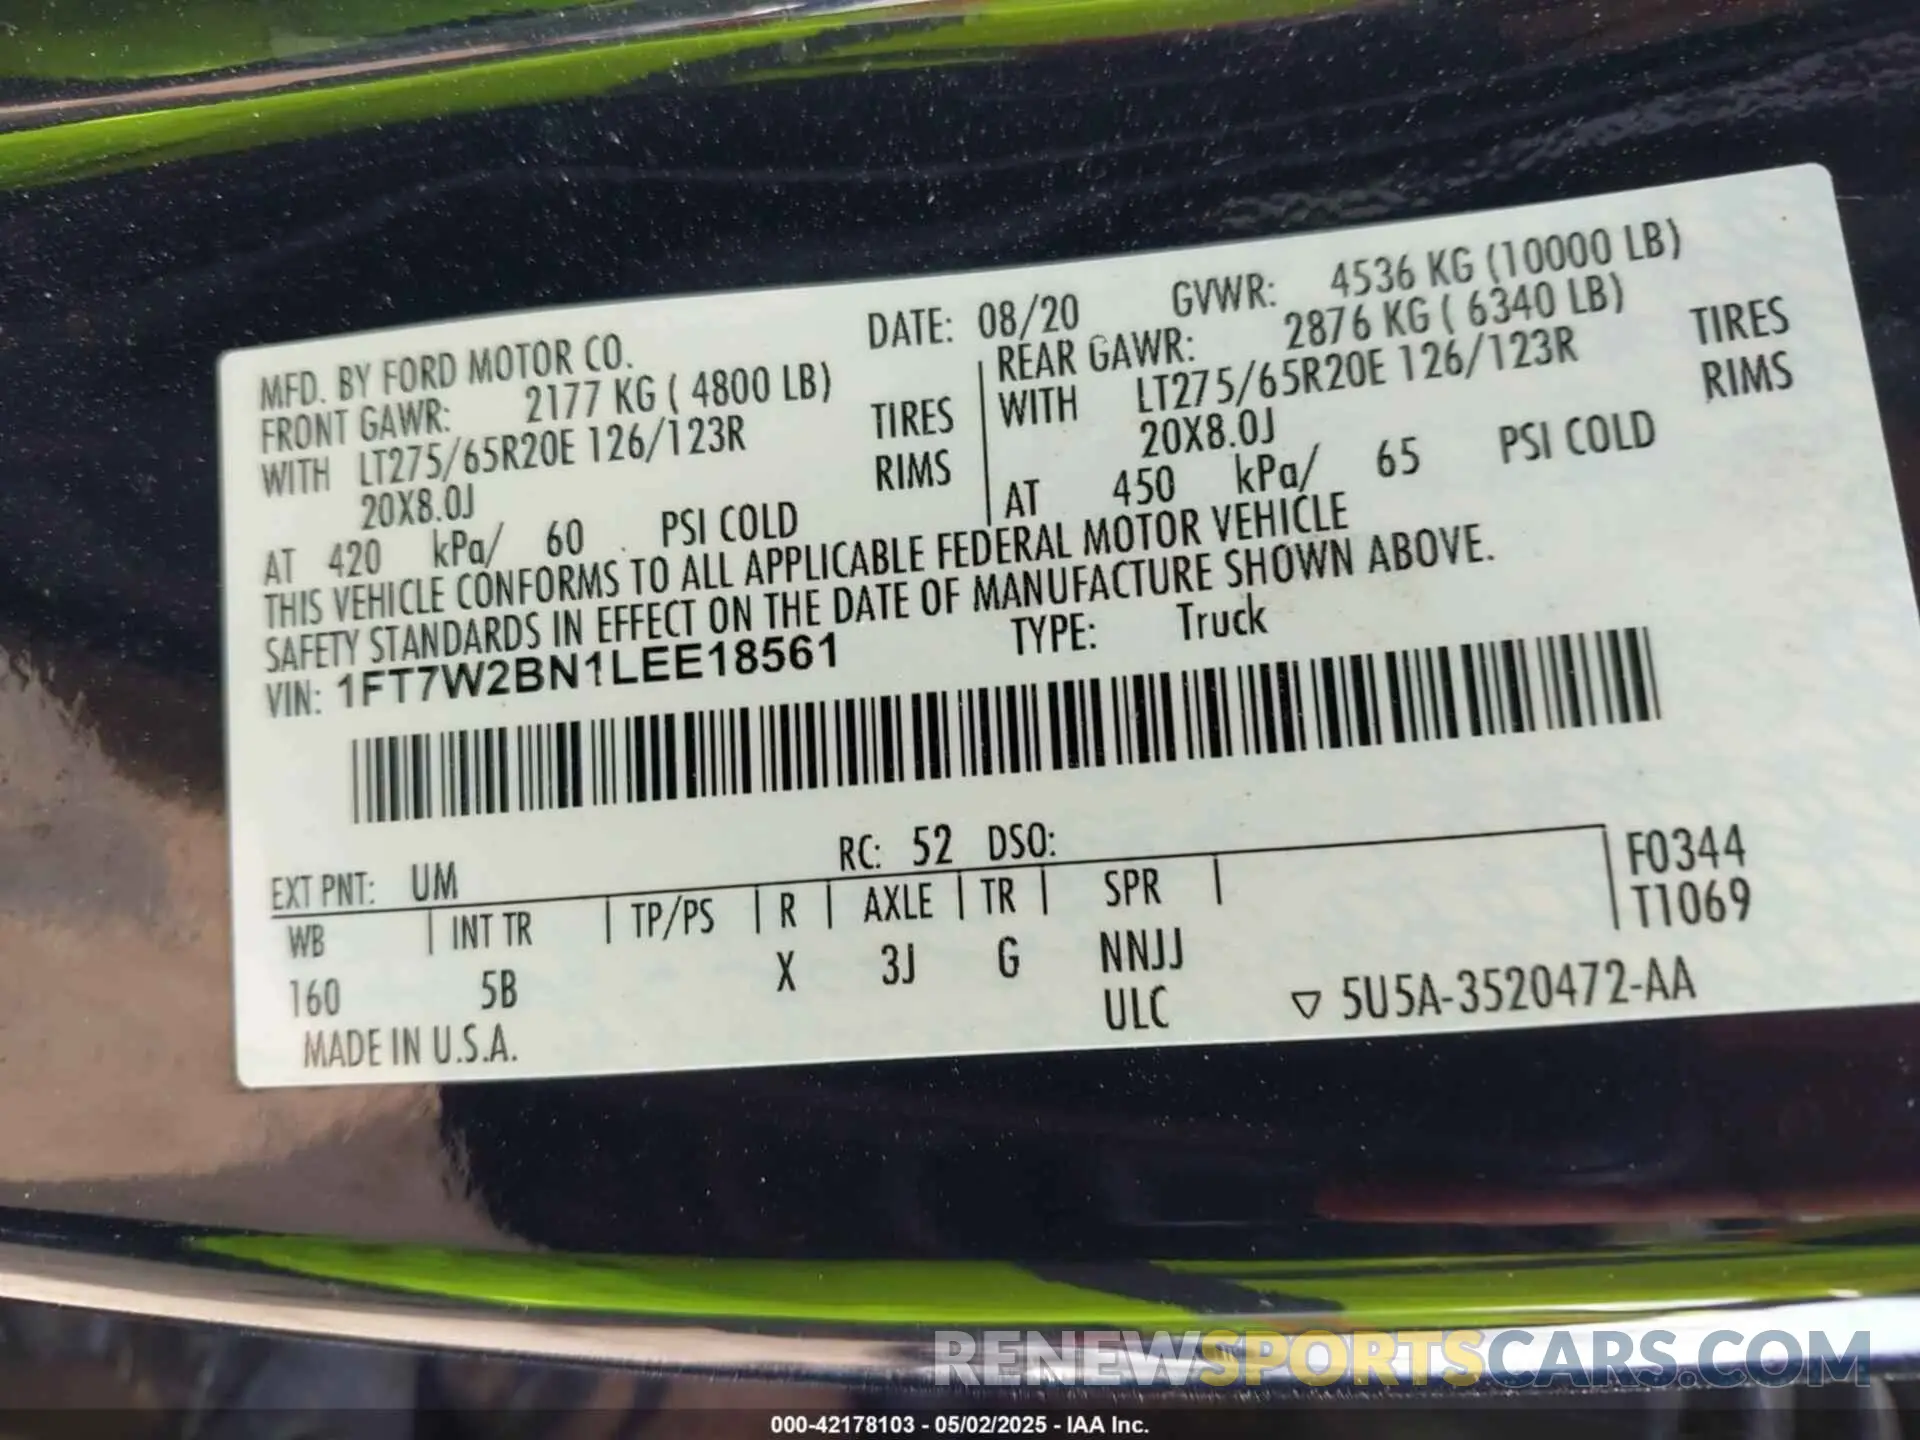 MFD. BY FORD MOTOR CO. DATE: 08/20 GVWR: 4536 KG (10000 LB)
FRONT GAWR: 2177 KG ( 4800 LB) REAR GAWR: 2876 KG ( 6340 LB)
WITH LT275/65R20E 126/123R TIRES WITH LT275/65R20E 126/123R TIRES
20X8.0J RIMS 20X8.0J RIMS
AT 420 kPa/ 60 PSI COLD AT 450 kPa/ 65 PSI COLD
THIS VEHICLE CONFORMS TO ALL APPLICABLE FEDERAL MOTOR VEHICLE
SAFETY STANDARDS IN EFFECT ON THE DATE OF MANUFACTURE SHOWN ABOVE.
VIN: 1FT7W2BN1LEE18561 TYPE: Truck
EXT PNT: UM RC: 52 DSO:
WB INT TR TP/PS R AXLE TR SPR F0344
160 5B X 3J G NNJJ T1069
MADE IN U.S.A. ULC ▽ 5U5A-3520472-AA
RENEWSPORTSCARS.COM
000-42178103 - 05/02/2025 - IAA Inc.